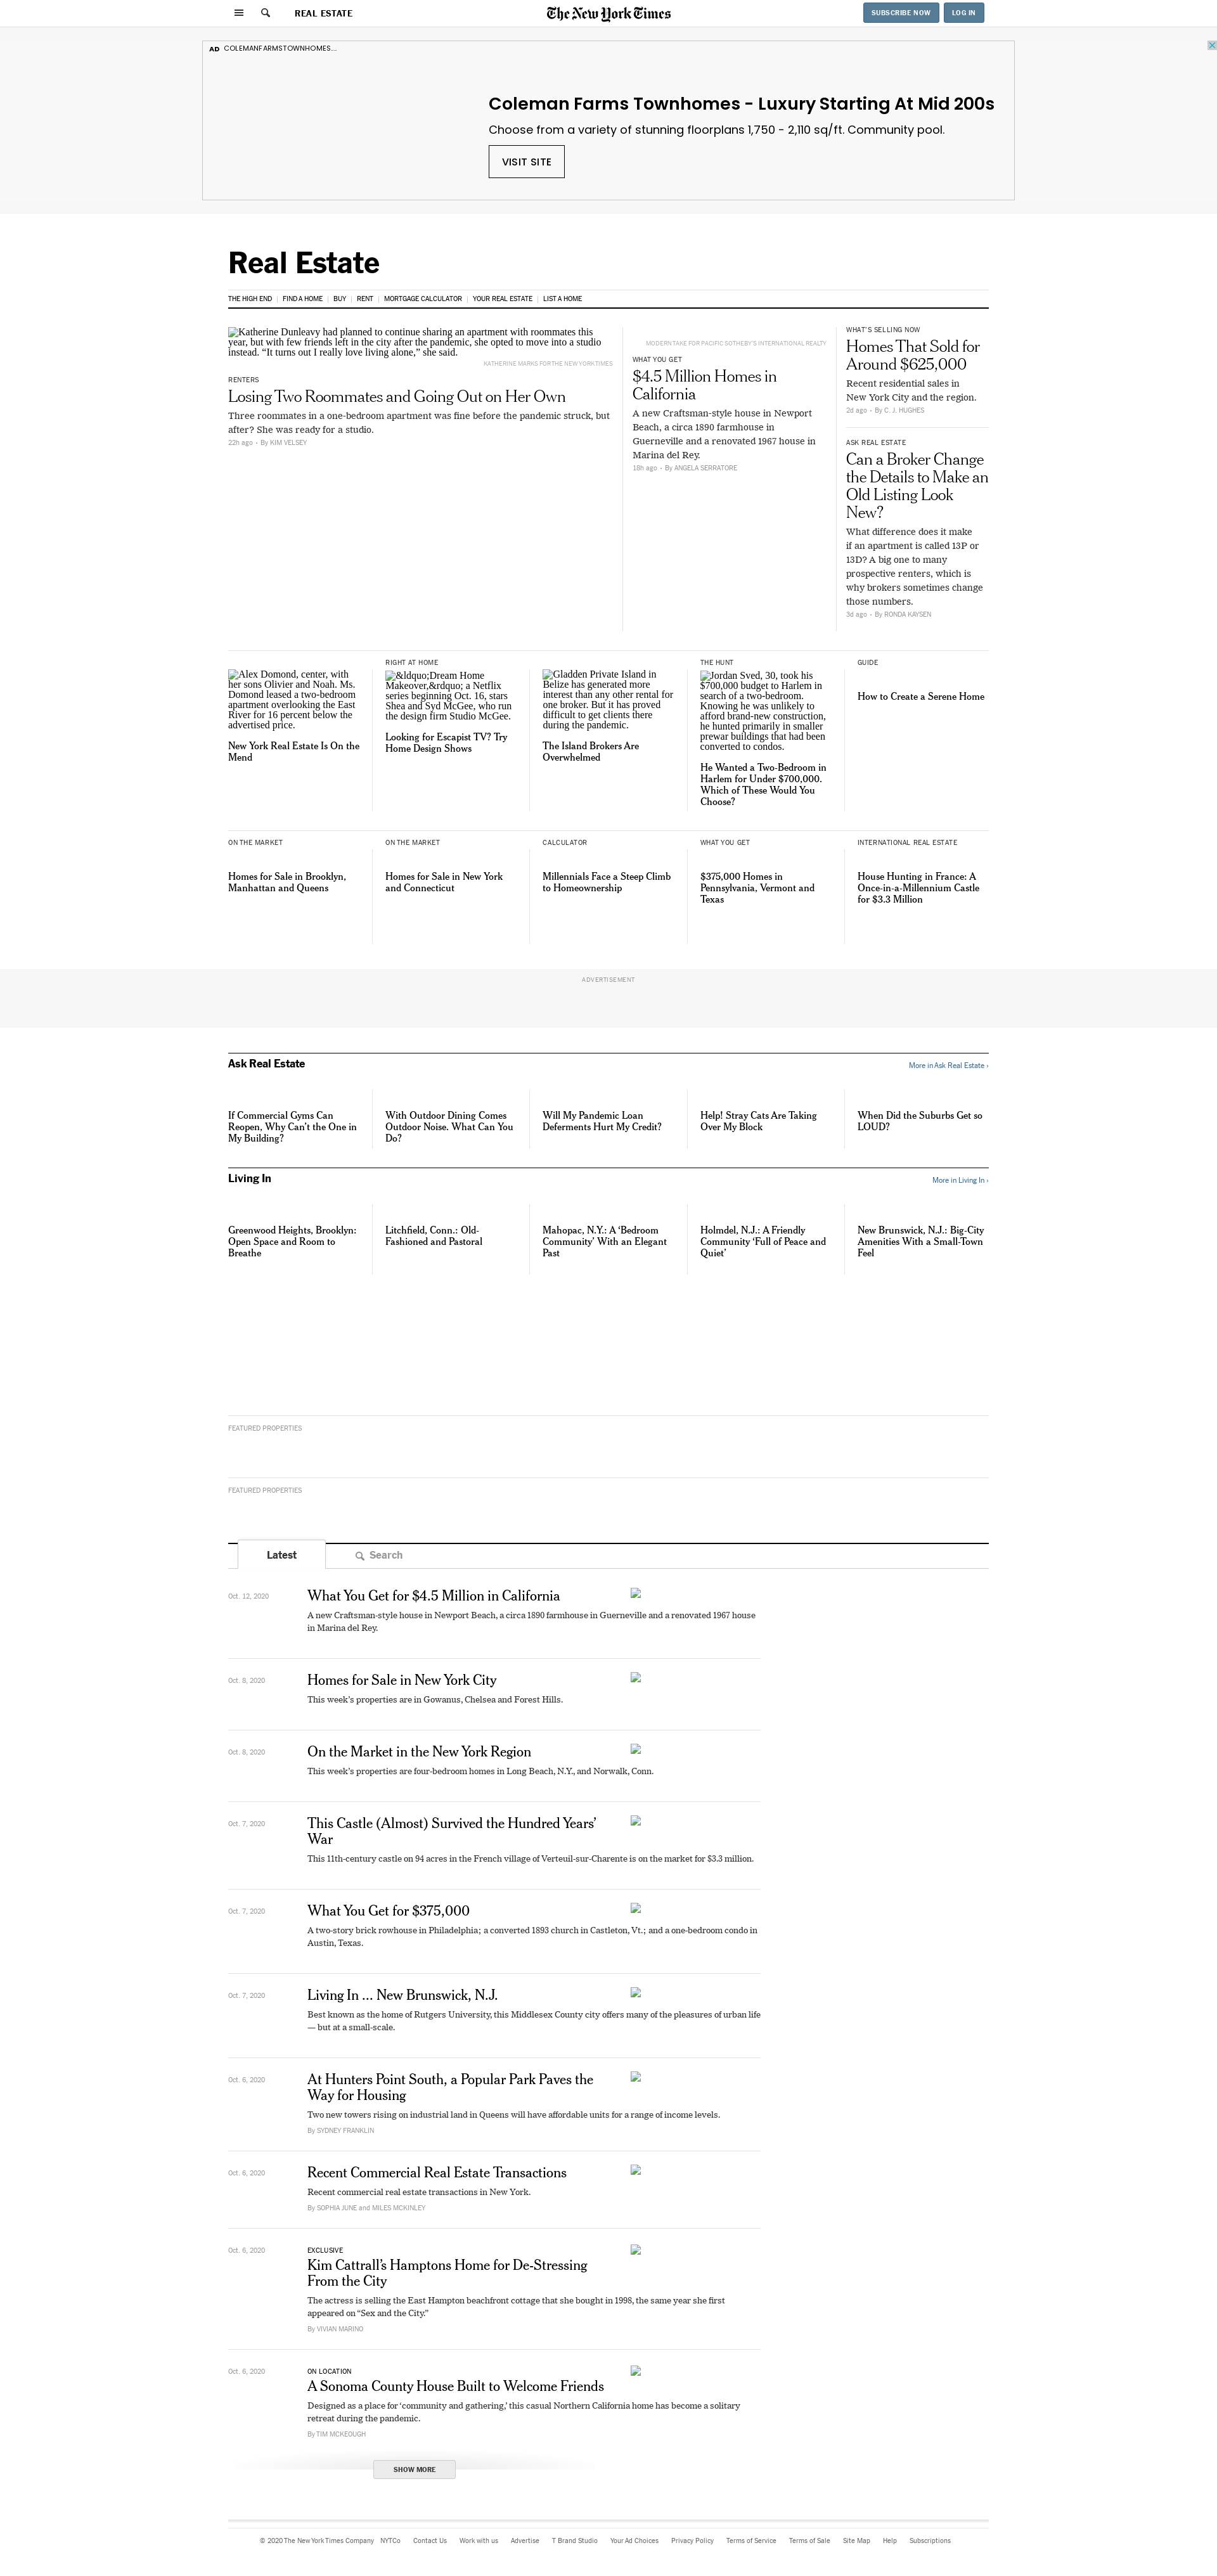 REAL ESTATE
The New York Times
SUBSCRIBE NOW
LOG IN
AD COLEMANFARMSTOWNHOMES....
Coleman Farms Townhomes - Luxury Starting At Mid 200s
Choose from a variety of stunning floorplans 1,750 - 2,110 sq/ft. Community pool.
VISIT SITE
Real Estate
THE HIGH END | FIND A HOME | BUY | RENT | MORTGAGE CALCULATOR | YOUR REAL ESTATE | LIST A HOME
Katherine Dunleavy had planned to continue sharing an apartment with roommates this
year, but with few friends left in the city after the pandemic, she opted to move into a studio
instead. “It turns out I really love living alone,” she said.
KATHERINE MARKS FOR THE NEW YORK TIMES
RENTERS
Losing Two Roommates and Going Out on Her Own
Three roommates in a one-bedroom apartment was fine before the pandemic struck, but
after? She was ready for a studio.
22h ago • By KIM VELSEY
MODERN TAKE FOR PACIFIC SOTHEBY'S INTERNATIONAL REALTY
WHAT YOU GET
$4.5 Million Homes in
California
A new Craftsman-style house in Newport
Beach, a circa 1890 farmhouse in
Guerneville and a renovated 1967 house in
Marina del Rey.
18h ago • By ANGELA SERRATORE
WHAT'S SELLING NOW
Homes That Sold for
Around $625,000
Recent residential sales in
New York City and the region.
2d ago • By C. J. HUGHES
ASK REAL ESTATE
Can a Broker Change
the Details to Make an
Old Listing Look
New?
What difference does it make
if an apartment is called 13P or
13D? A big one to many
prospective renters, which is
why brokers sometimes change
those numbers.
3d ago • By RONDA KAYSEN
Alex Domond, center, with
her sons Olivier and Noah. Ms.
Domond leased a two-bedroom
apartment overlooking the East
River for 16 percent below the
advertised price.
New York Real Estate Is On the
Mend
RIGHT AT HOME
&ldquo;Dream Home
Makeover,&rdquo; a Netflix
series beginning Oct. 16, stars
Shea and Syd McGee, who run
the design firm Studio McGee.
Looking for Escapist TV? Try
Home Design Shows
Gladden Private Island in
Belize has generated more
interest than any other rental for
one broker. But it has proved
difficult to get clients there
during the pandemic.
The Island Brokers Are
Overwhelmed
THE HUNT
Jordan Sved, 30, took his
$700,000 budget to Harlem in
search of a two-bedroom.
Knowing he was unlikely to
afford brand-new construction,
he hunted primarily in smaller
prewar buildings that had been
converted to condos.
He Wanted a Two-Bedroom in
Harlem for Under $700,000.
Which of These Would You
Choose?
GUIDE
How to Create a Serene Home
ON THE MARKET
Homes for Sale in Brooklyn,
Manhattan and Queens
ON THE MARKET
Homes for Sale in New York
and Connecticut
CALCULATOR
Millennials Face a Steep Climb
to Homeownership
WHAT YOU GET
$375,000 Homes in
Pennsylvania, Vermont and
Texas
INTERNATIONAL REAL ESTATE
House Hunting in France: A
Once-in-a-Millennium Castle
for $3.3 Million
ADVERTISEMENT
Ask Real Estate
More in Ask Real Estate ›
If Commercial Gyms Can
Reopen, Why Can’t the One in
My Building?
With Outdoor Dining Comes
Outdoor Noise. What Can You
Do?
Will My Pandemic Loan
Deferments Hurt My Credit?
Help! Stray Cats Are Taking
Over My Block
When Did the Suburbs Get so
LOUD?
Living In
More in Living In ›
Greenwood Heights, Brooklyn:
Open Space and Room to
Breathe
Litchfield, Conn.: Old-
Fashioned and Pastoral
Mahopac, N.Y.: A ‘Bedroom
Community’ With an Elegant
Past
Holmdel, N.J.: A Friendly
Community ‘Full of Peace and
Quiet’
New Brunswick, N.J.: Big-City
Amenities With a Small-Town
Feel
FEATURED PROPERTIES
FEATURED PROPERTIES
Latest
Search
Oct. 12, 2020
What You Get for $4.5 Million in California
A new Craftsman-style house in Newport Beach, a circa 1890 farmhouse in Guerneville and a renovated 1967 house
in Marina del Rey.
Oct. 8, 2020
Homes for Sale in New York City
This week’s properties are in Gowanus, Chelsea and Forest Hills.
Oct. 8, 2020
On the Market in the New York Region
This week’s properties are four-bedroom homes in Long Beach, N.Y., and Norwalk, Conn.
Oct. 7, 2020
This Castle (Almost) Survived the Hundred Years’
War
This 11th-century castle on 94 acres in the French village of Verteuil-sur-Charente is on the market for $3.3 million.
Oct. 7, 2020
What You Get for $375,000
A two-story brick rowhouse in Philadelphia; a converted 1893 church in Castleton, Vt.; and a one-bedroom condo in
Austin, Texas.
Oct. 7, 2020
Living In ... New Brunswick, N.J.
Best known as the home of Rutgers University, this Middlesex County city offers many of the pleasures of urban life
— but at a small-scale.
Oct. 6, 2020
At Hunters Point South, a Popular Park Paves the
Way for Housing
Two new towers rising on industrial land in Queens will have affordable units for a range of income levels.
By SYDNEY FRANKLIN
Oct. 6, 2020
Recent Commercial Real Estate Transactions
Recent commercial real estate transactions in New York.
By SOPHIA JUNE and MILES MCKINLEY
Oct. 6, 2020
EXCLUSIVE
Kim Cattrall’s Hamptons Home for De-Stressing
From the City
The actress is selling the East Hampton beachfront cottage that she bought in 1998, the same year she first
appeared on “Sex and the City.”
By VIVIAN MARINO
Oct. 6, 2020
ON LOCATION
A Sonoma County House Built to Welcome Friends
Designed as a place for ‘community and gathering,’ this casual Northern California home has become a solitary
retreat during the pandemic.
By TIM MCKEOUGH
SHOW MORE
© 2020 The New York Times Company NYTCo Contact Us Work with us Advertise T Brand Studio Your Ad Choices Privacy Policy Terms of Service Terms of Sale Site Map Help Subscriptions